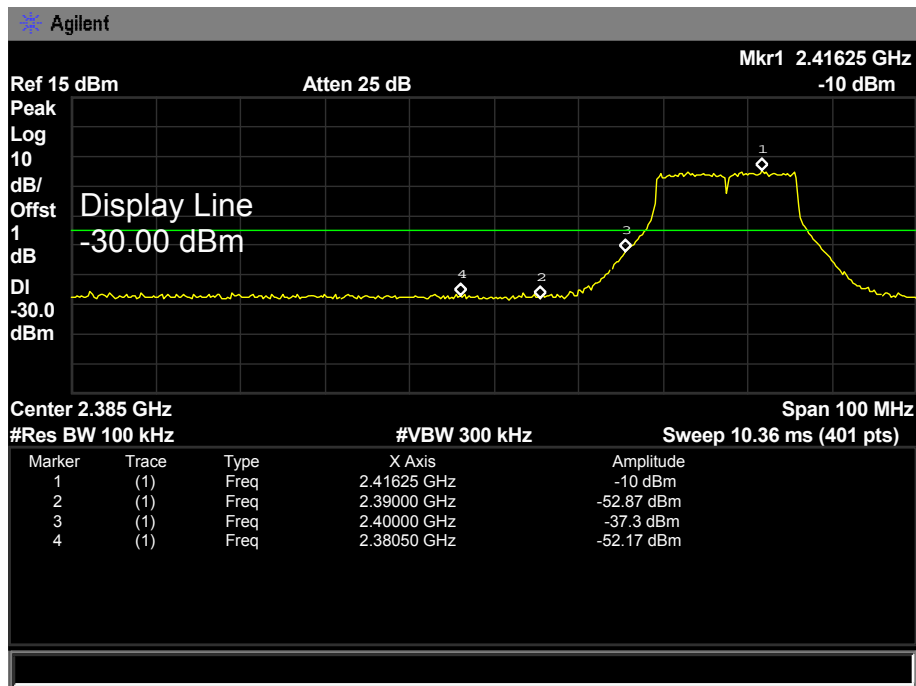 Agilent
Mkr1 2.41625 GHz
Ref 15 dBm Atten 25 dB -10 dBm
Peak
Log
10
dB/
Offst
1
dB
DI
-30.0
dBm
Display Line
-30.00 dBm
1
3
4
2
Center 2.385 GHz Span 100 MHz
#Res BW 100 kHz #VBW 300 kHz Sweep 10.36 ms (401 pts)
Marker Trace Type X Axis Amplitude
1 (1) Freq 2.41625 GHz -10 dBm
2 (1) Freq 2.39000 GHz -52.87 dBm
3 (1) Freq 2.40000 GHz -37.3 dBm
4 (1) Freq 2.38050 GHz -52.17 dBm